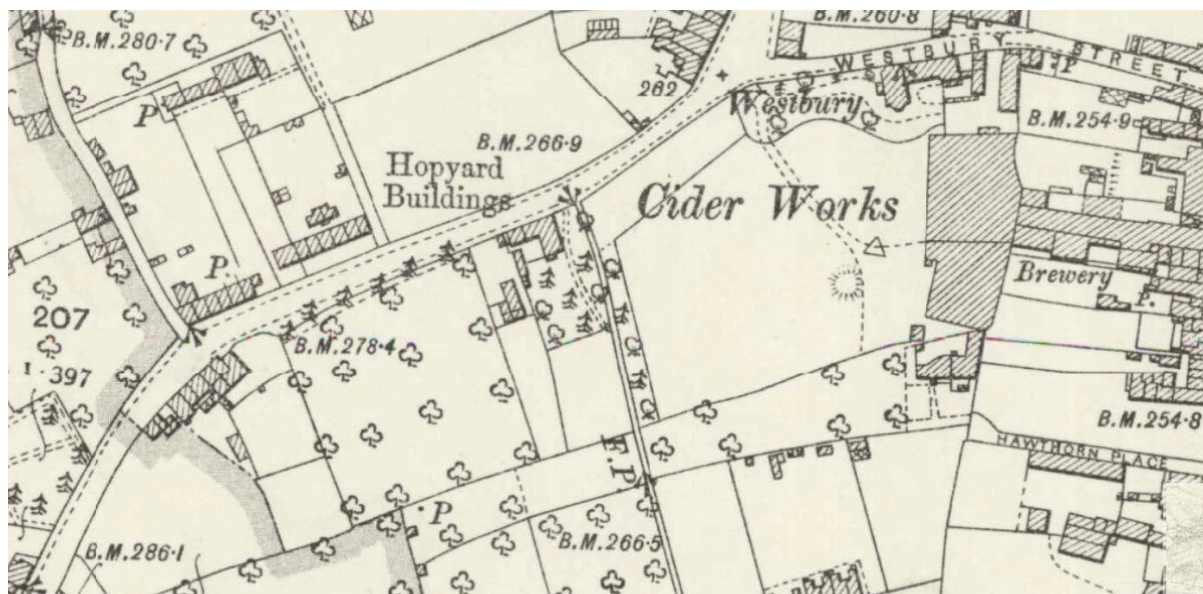 B.M.280·7
B.M.260·8
WESTBURY STREET
P
P
262
Westbury
B.M.254·9
B.M.266·9
Hopyard
Buildings
Cider Works
P.
Brewery
P.
207
1·397
B.M.278·4
B.M.254·8
HAWTHORN PLACE
F.P.
P
B.M.266·5
B.M.286·1